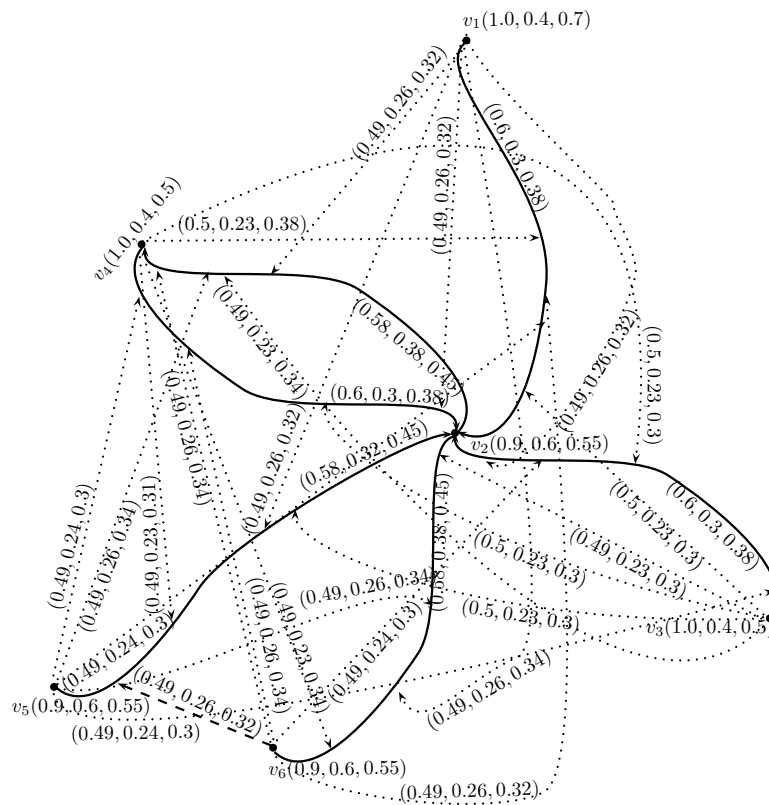 v₁(1.0, 0.4, 0.7)
(0.49, 0.26, 0.32)
(0.49, 0.26, 0.32)
(0.6, 0.3, 0.38)
v₄(1.0, 0.4, 0.5)
(0.5, 0.23, 0.38)
(0.49, 0.23, 0.34)
(0.58, 0.38, 0.45)
(0.49, 0.26, 0.32)
(0.5, 0.23, 0.3)
(0.6, 0.3, 0.38)
(0.49, 0.26, 0.34)
(0.49, 0.26, 0.32)
(0.58, 0.32, 0.45)
v₂(0.9, 0.6, 0.55)
(0.49, 0.24, 0.3)
(0.49, 0.26, 0.34)
(0.49, 0.23, 0.31)
(0.58, 0.38, 0.45)
(0.5, 0.23, 0.3)
(0.6, 0.3, 0.38)
(0.5, 0.23, 0.3)
(0.49, 0.23, 0.3)
(0.49, 0.26, 0.34)
(0.5, 0.23, 0.3)
v₃(1.0, 0.4, 0.5
(0.49, 0.24, 0.3)
(0.49, 0.26, 0.34)
(0.49, 0.23, 0.34)
(0.49, 0.24, 0.3)
(0.49, 0.26, 0.34)
v₅(0.9, 0.6, 0.55)
(0.49, 0.26, 0.32)
(0.49, 0.24, 0.3)
v₆(0.9, 0.6, 0.55)
(0.49, 0.26, 0.32)